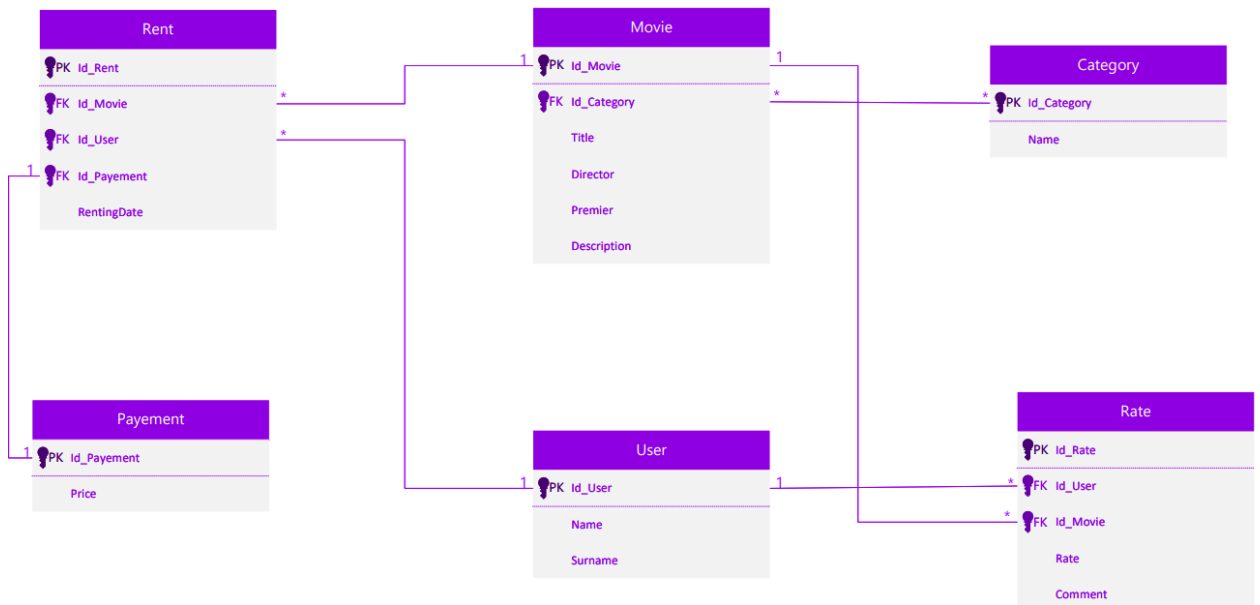 Rent
PK Id_Rent
FK Id_Movie
*
FK Id_User
*
1
FK Id_Payement
RentingDate
Movie
1
PK Id_Movie
1
FK Id_Category
*
Title
Director
Premier
Description
Category
*
PK Id_Category
Name
Payement
1
PK Id_Payement
Price
User
1
PK Id_User
1
Name
Surname
Rate
PK Id_Rate
*
FK Id_User
*
FK Id_Movie
Rate
Comment